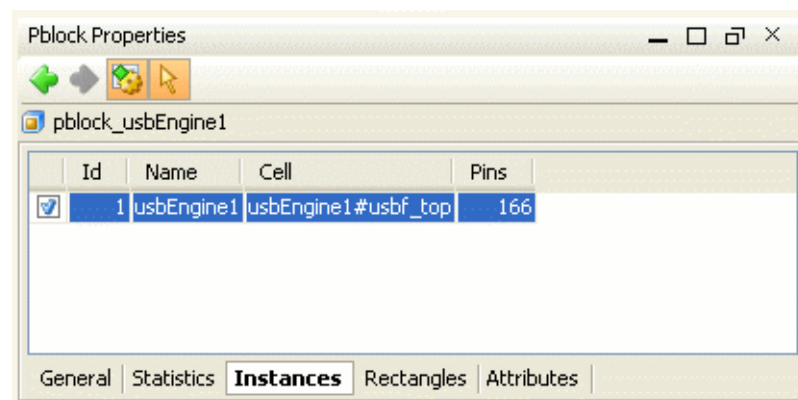 Pblock Properties
pblock_usbEngine1
Id Name Cell Pins
1 usbEngine1 usbEngine1#usbf_top 166
General Statistics Instances Rectangles Attributes